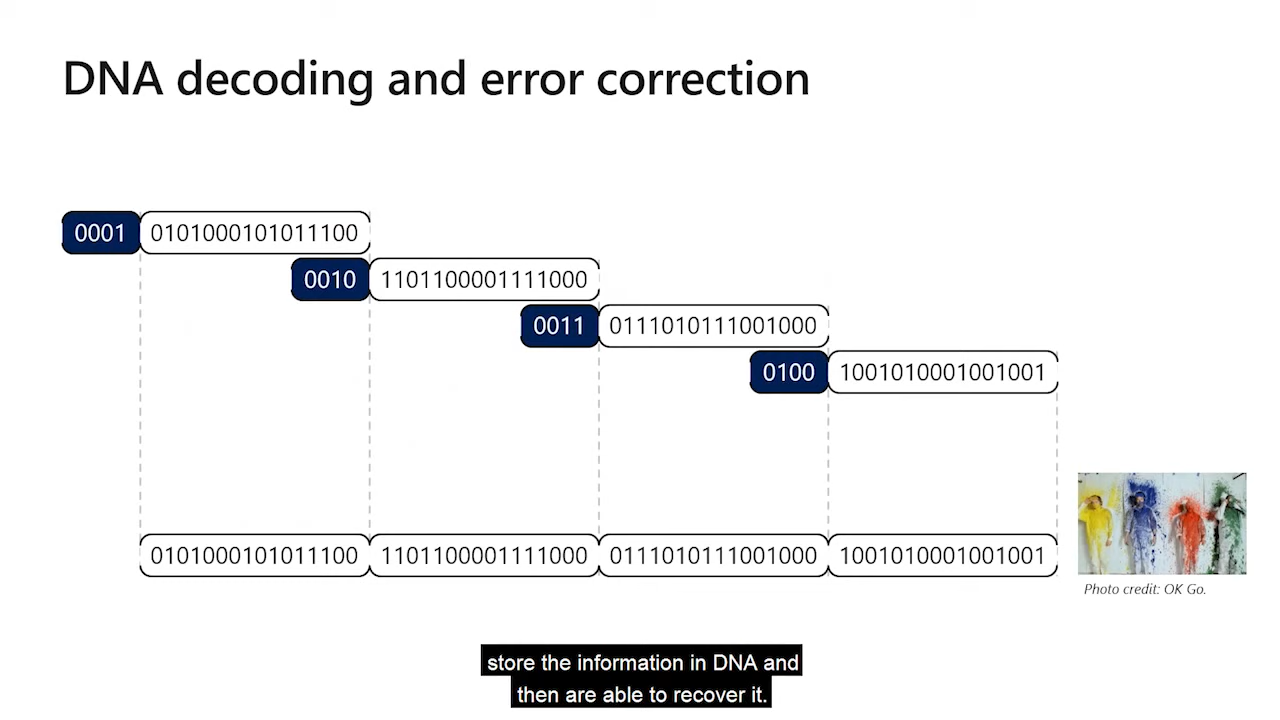 DNA decoding and error correction
0001 0101000101011100
0010 1101100001111000
0011 0111010111001000
0100 1001010001001001
0101000101011100 1101100001111000 0111010111001000 1001010001001001
Photo credit: OK Go.
store the information in DNA and
then are able to recover it.